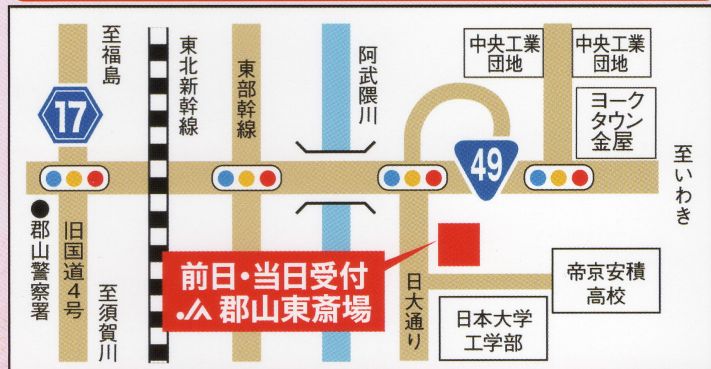 至福島
17
東北新幹線
東部幹線
阿武隈川
中央工業
団地
中央工業
団地
ヨーク
タウン
金屋
49
至いわき
郡山警察署
旧国道4号
至須賀川
前日・当日受付
JA 郡山東斎場
日大通り
帝京安積
高校
日本大学
工学部